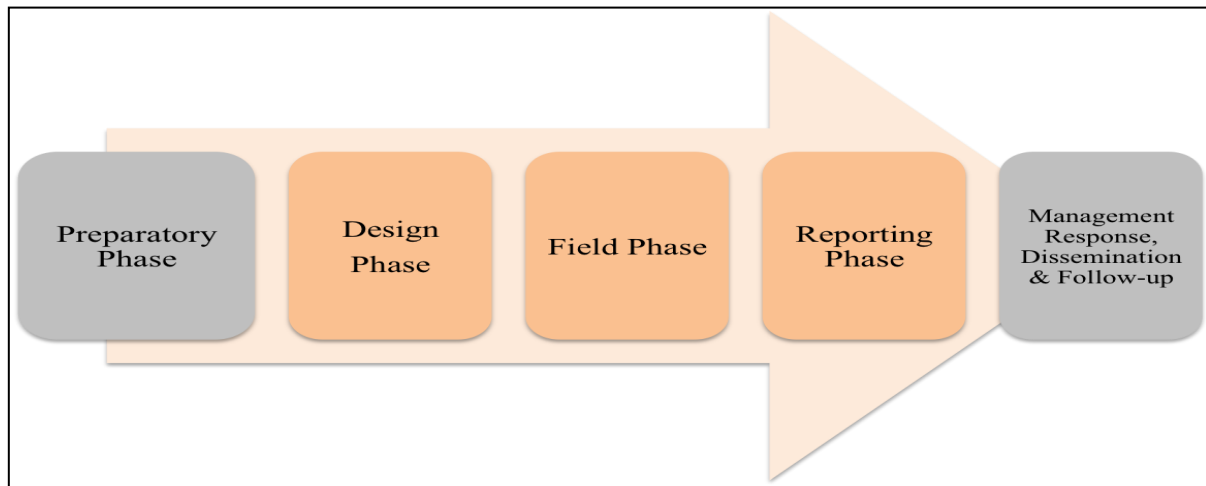 Preparatory
Phase
Design
Phase
Field Phase
Reporting
Phase
Management
Response,
Dissemination
& Follow-up